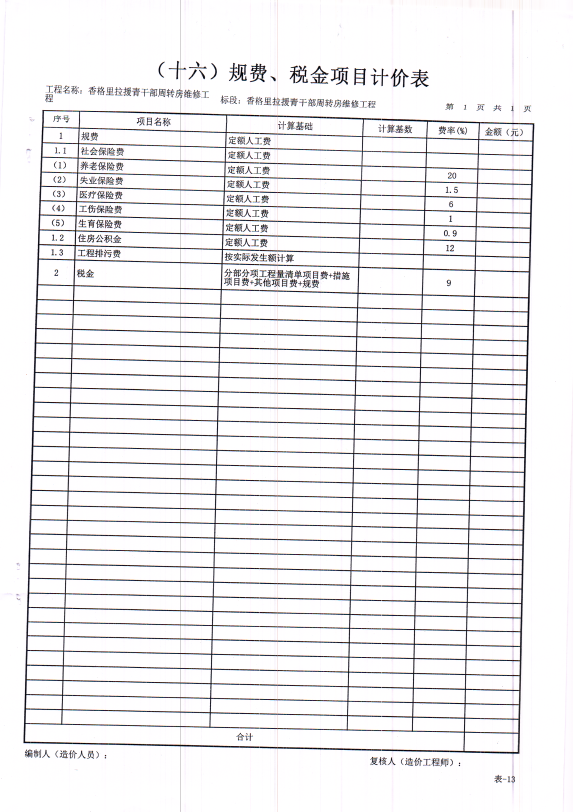 （十六）规费、税金项目计价表
工程名称：香格里拉援青干部周转房维修工
程
标段：香格里拉援青干部周转房维修工程
第 1 页 共 1 页
序号 项目名称 计算基础 计算基数 费率(%) 金额（元）
1 规费 定额人工费
1.1 社会保险费 定额人工费
(1) 养老保险费 定额人工费 20
(2) 失业保险费 定额人工费 1.5
(3) 医疗保险费 定额人工费 6
(4) 工伤保险费 定额人工费 1
(5) 生育保险费 定额人工费 0.9
1.2 住房公积金 定额人工费 12
1.3 工程排污费 按实际发生额计算
2 税金 分部分项工程量清单项目费+措施
项目费+其他项目费+规费 9
合计
编制人（造价人员）：
复核人（造价工程师）：
表-13